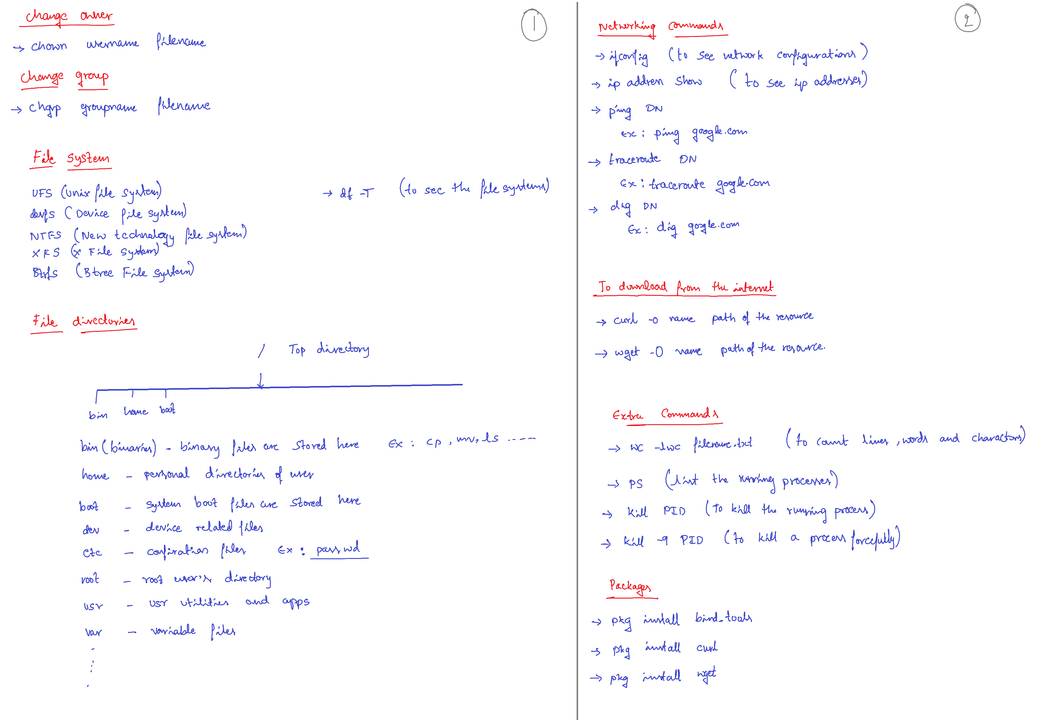 Change owner
1
→ chown username filename
Change group
→ chgrp groupname filename
File system
UFS (Unix file system)
→ df -T (to see the file systems)
devfs (Device file system)
NTFS (New technology file system)
XFS (X File system)
Btrfs (Btree File system)
File directories
/ Top directory
bin home boot
bin (binaries) - binary files are stored here Ex: cp, mv, ls -----
home - personal directories of user
boot - system boot files are stored here
dev - device related files
etc - confiration files Ex: passwd
root - root user's directory
usr - usr utilities and apps
var - variable files
2
Networking Commands
→ ifconfig (to see network configurations)
→ ip address show (to see ip addresses)
→ ping DN
Ex: ping google.com
→ traceroute DN
Ex: traceroute google.com
→ dig DN
Ex: dig google.com
To download from the internet
→ curl -o name path of the resource
→ wget -O name path of the resource.
Extra Commands
→ wc -lwc filename.txt (to count lines, words and charactors)
→ PS (list the running processes)
→ kill PID (To kill the running process)
→ kill -9 PID (to kill a process forcefully)
Packages
→ pkg install bind-tools
→ pkg install curl
→ pkg install wget